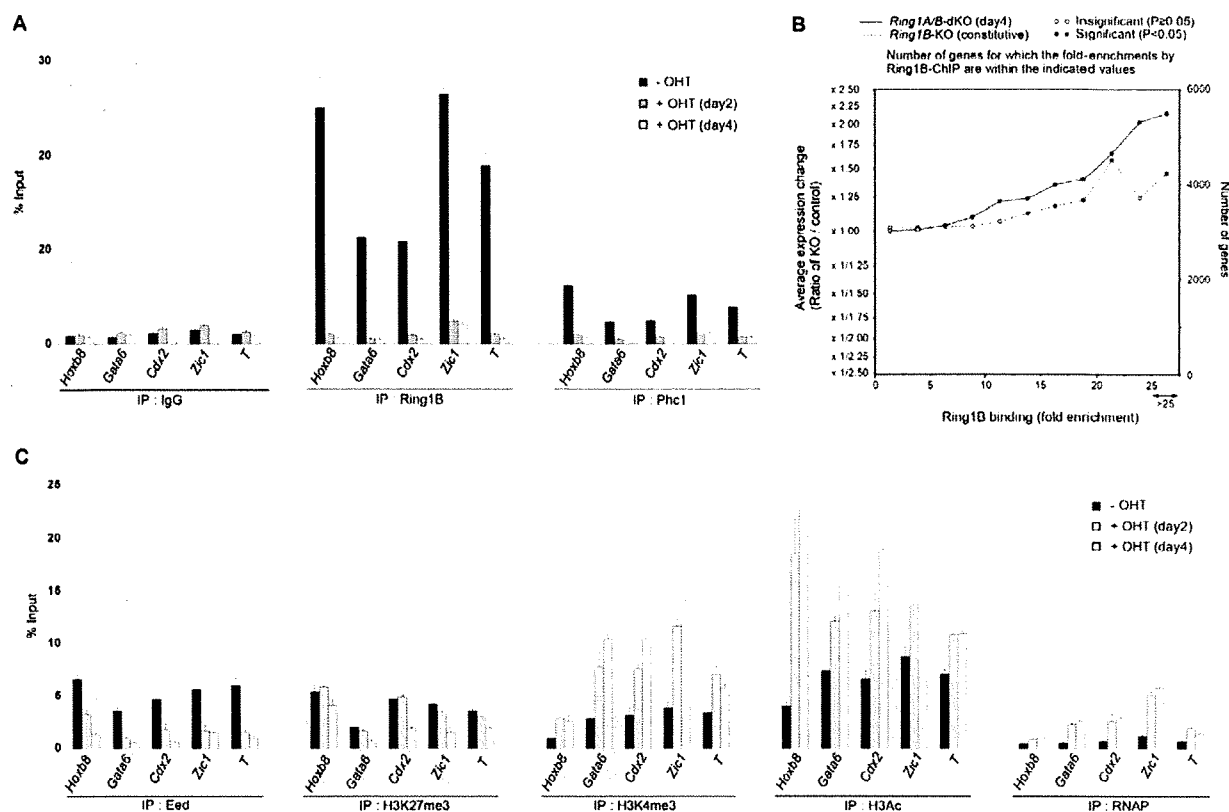 A
30
20
20
0
% Input
- OHT
+ OHT (day2)
+ OHT (day4)
Hoxb8
Gata6
Cdx2
Zic1
T
IP : IgG
Hoxb8
Gata6
Cdx2
Zic1
T
IP : Ring1B
Hoxb8
Gata6
Cdx2
Zic1
T
IP : Phc1
B
Ring1A/B-dKO (day4)
Ring1B-KO (constitutive)
Insignificant (P≥0.05)
Significant (P<0.05)
Number of genes for which the fold-enrichments by
Ring1B-ChIP are within the indicated values
x 2.50
x 2.25
x 2.00
x 1.75
x 1.50
x 1.25
x 1.00
x 1/1.25
x 1/1.50
x 1/1.75
x 1/2.00
x 1/2.25
x 1/2.50
Average expression change
(Ratio of KO / control)
6000
4000
2000
0
Number of genes
0
5
10
15
20
25
>25
Ring1B binding (fold enrichment)
C
25
20
15
10
5
0
% Input
- OHT
+ OHT (day2)
+ OHT (day4)
Hoxb8
Gata6
Cdx2
Zic1
T
IP : Eed
Hoxb8
Gata6
Cdx2
Zic1
T
IP : H3K27me3
Hoxb8
Gata6
Cdx2
Zic1
T
IP : H3K4me3
Hoxb8
Gata6
Cdx2
Zic1
T
IP : H3Ac
Hoxb8
Gata6
Cdx2
Zic1
T
IP : RNAP